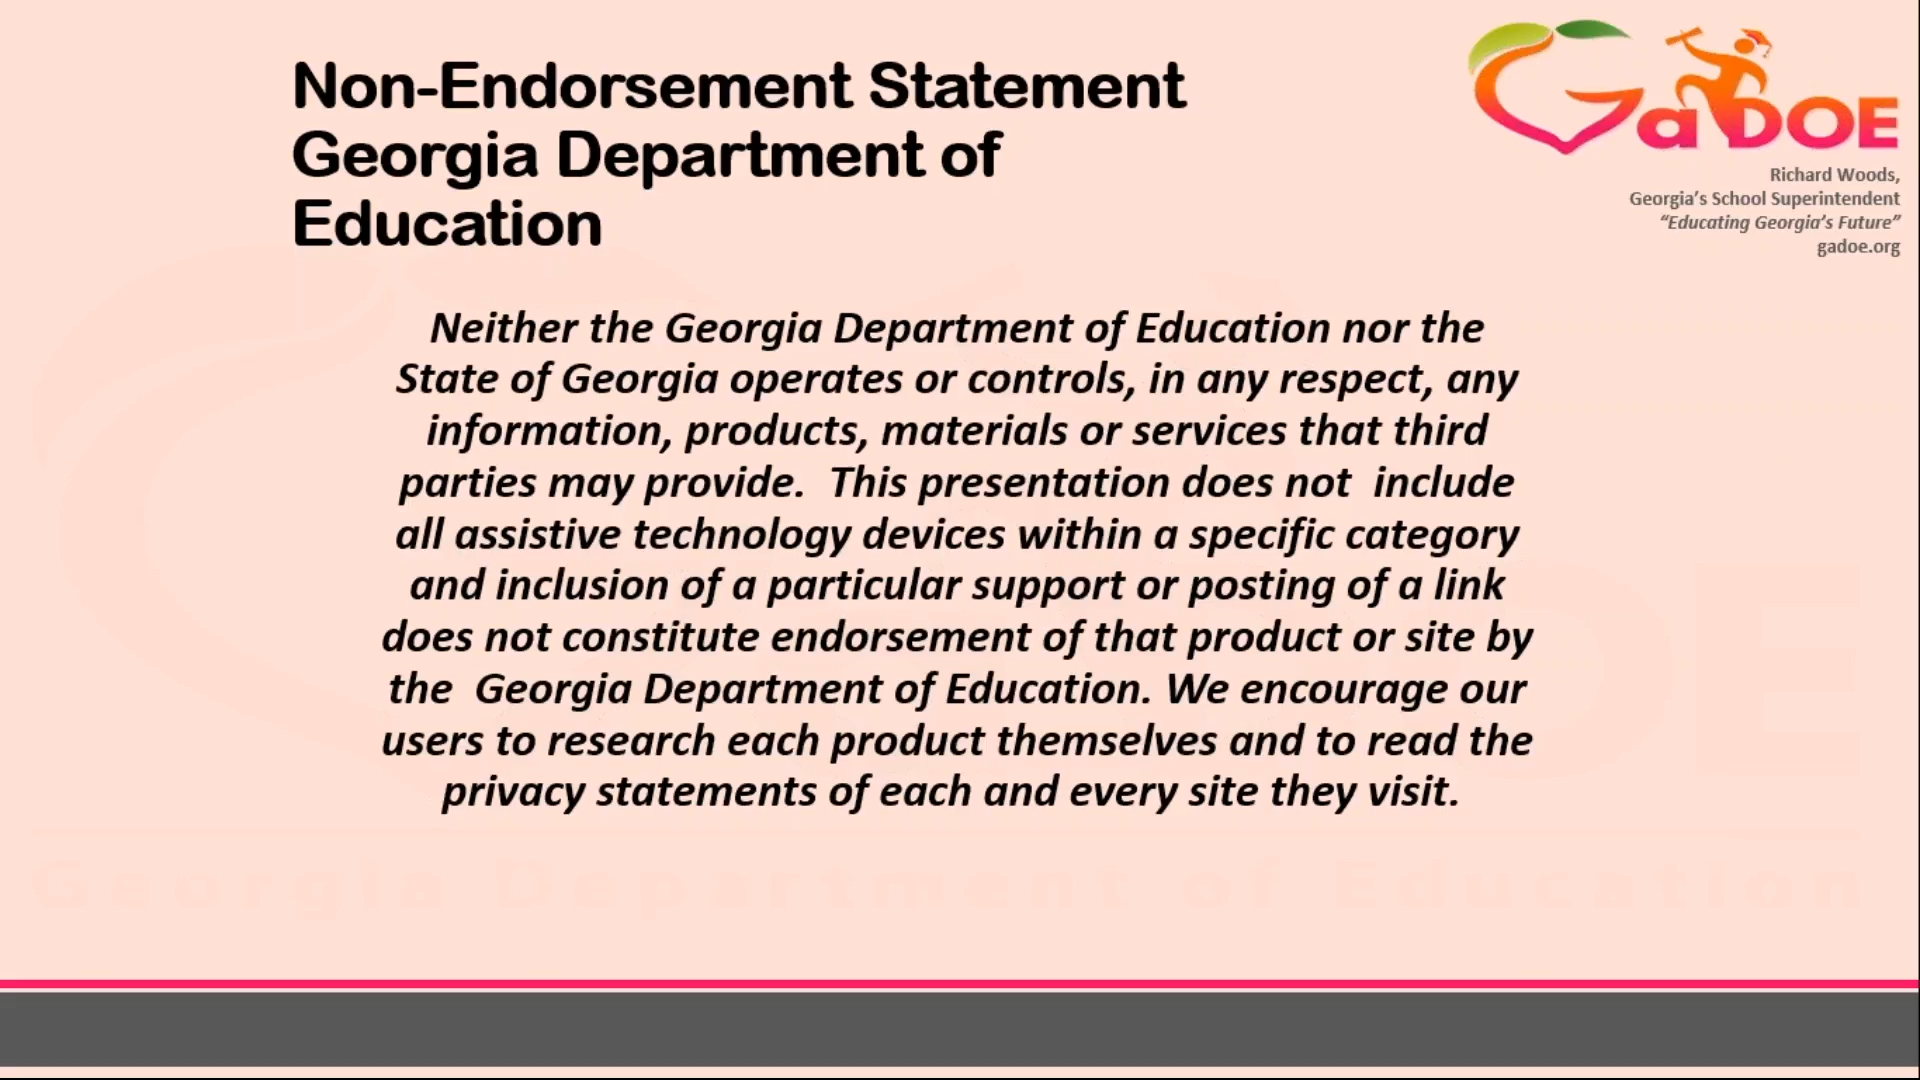 Non-Endorsement Statement
Georgia Department of
Education
GaDOE
Richard Woods,
Georgia's School Superintendent
"Educating Georgia's Future"
gadoe.org
Neither the Georgia Department of Education nor the
State of Georgia operates or controls, in any respect, any
information, products, materials or services that third
parties may provide.  This presentation does not  include
all assistive technology devices within a specific category
and inclusion of a particular support or posting of a link
does not constitute endorsement of that product or site by
the  Georgia Department of Education. We encourage our
users to research each product themselves and to read the
privacy statements of each and every site they visit.
Georgia Department of Education